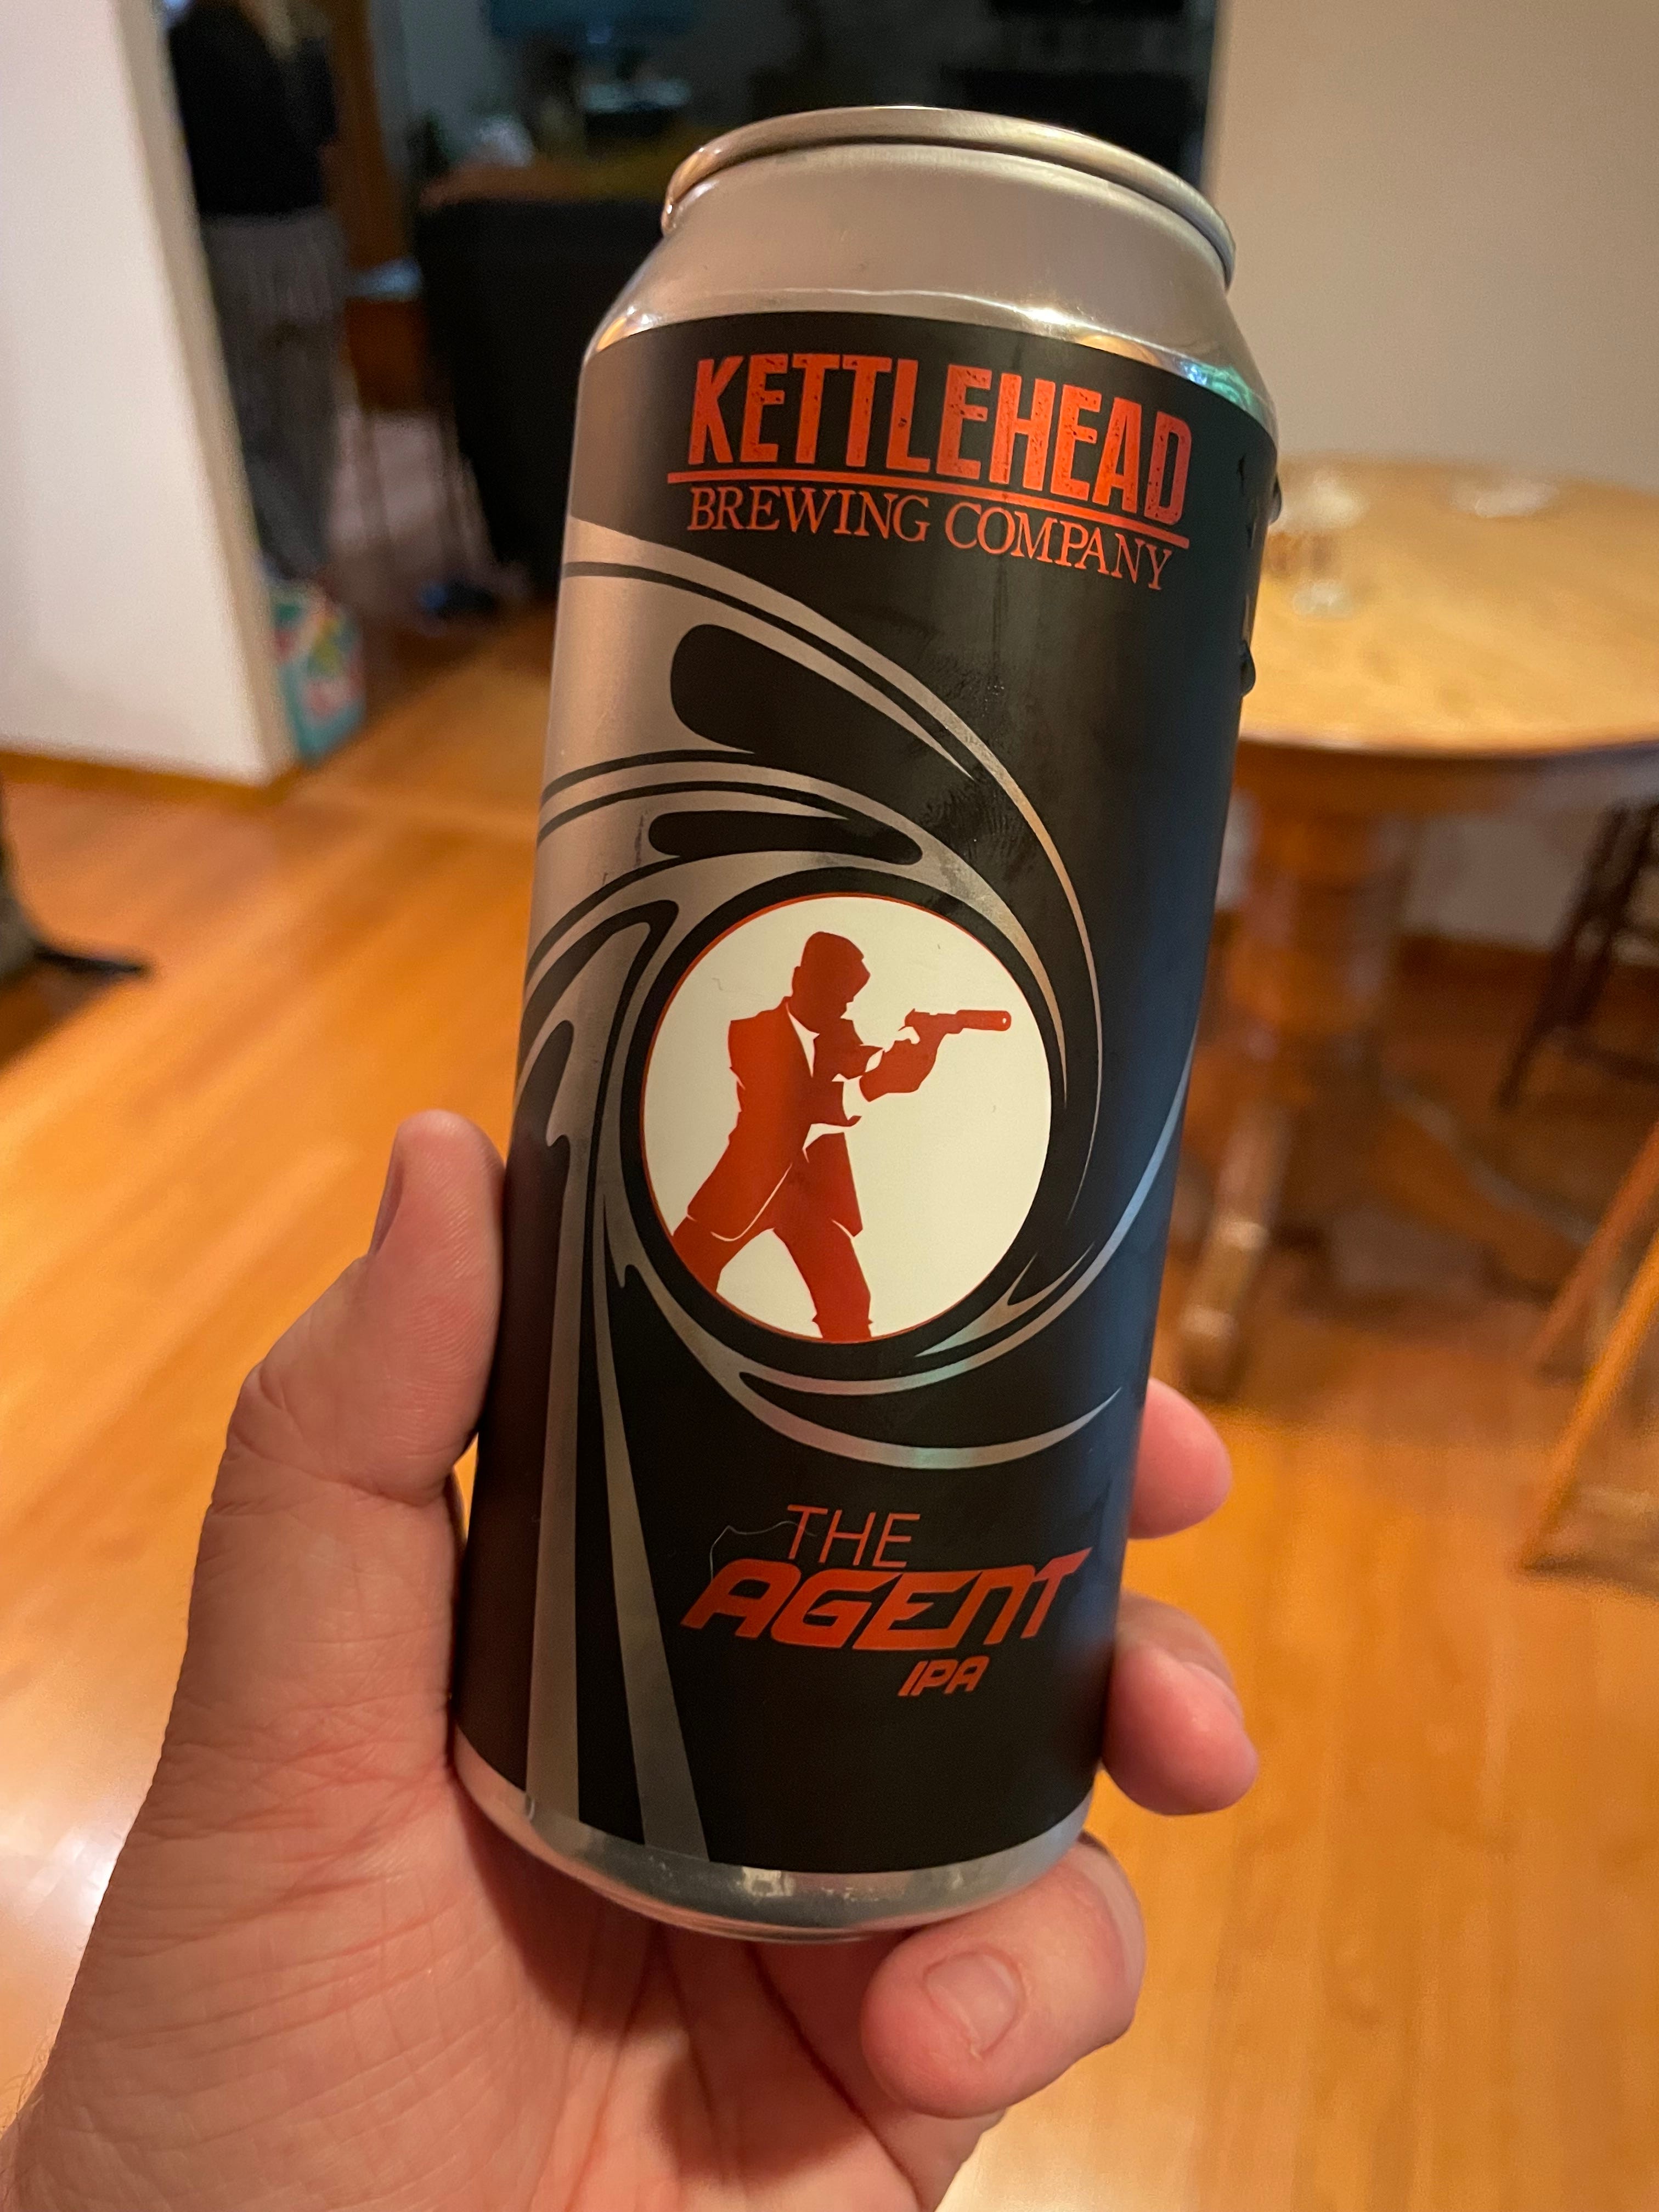 KETTLEHEAD
BREWING COMPANY
THE
AGENT
IPA